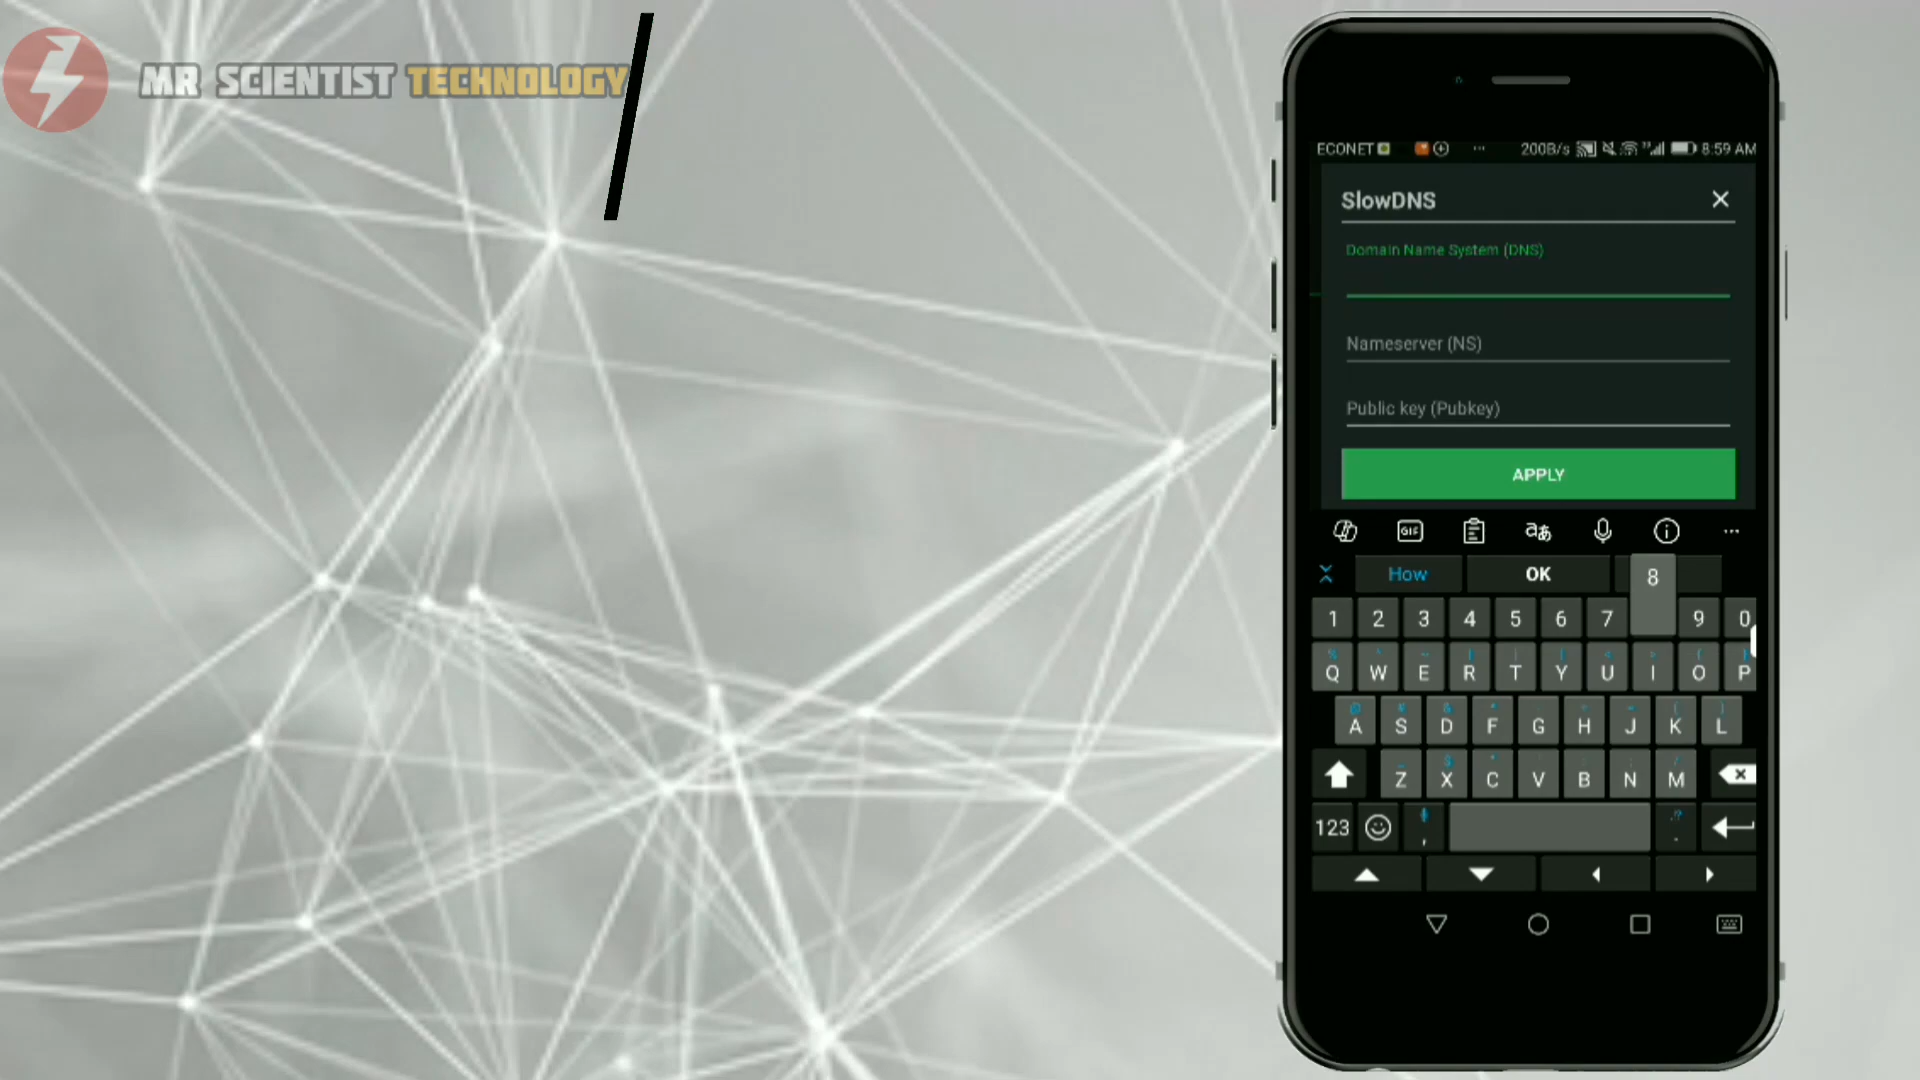 MR SCIENTIST TECHNOLOGY
ECONET
200B/s
8:59 AM
SlowDNS
Domain Name System (DNS)
Nameserver (NS)
Public key (Pubkey)
APPLY
GIF
How OK 8
1 2 3 4 5 6 7 9 0
Q W E R T Y U I O P
A S D F G H J K L
Z X C V B N M
123 , .